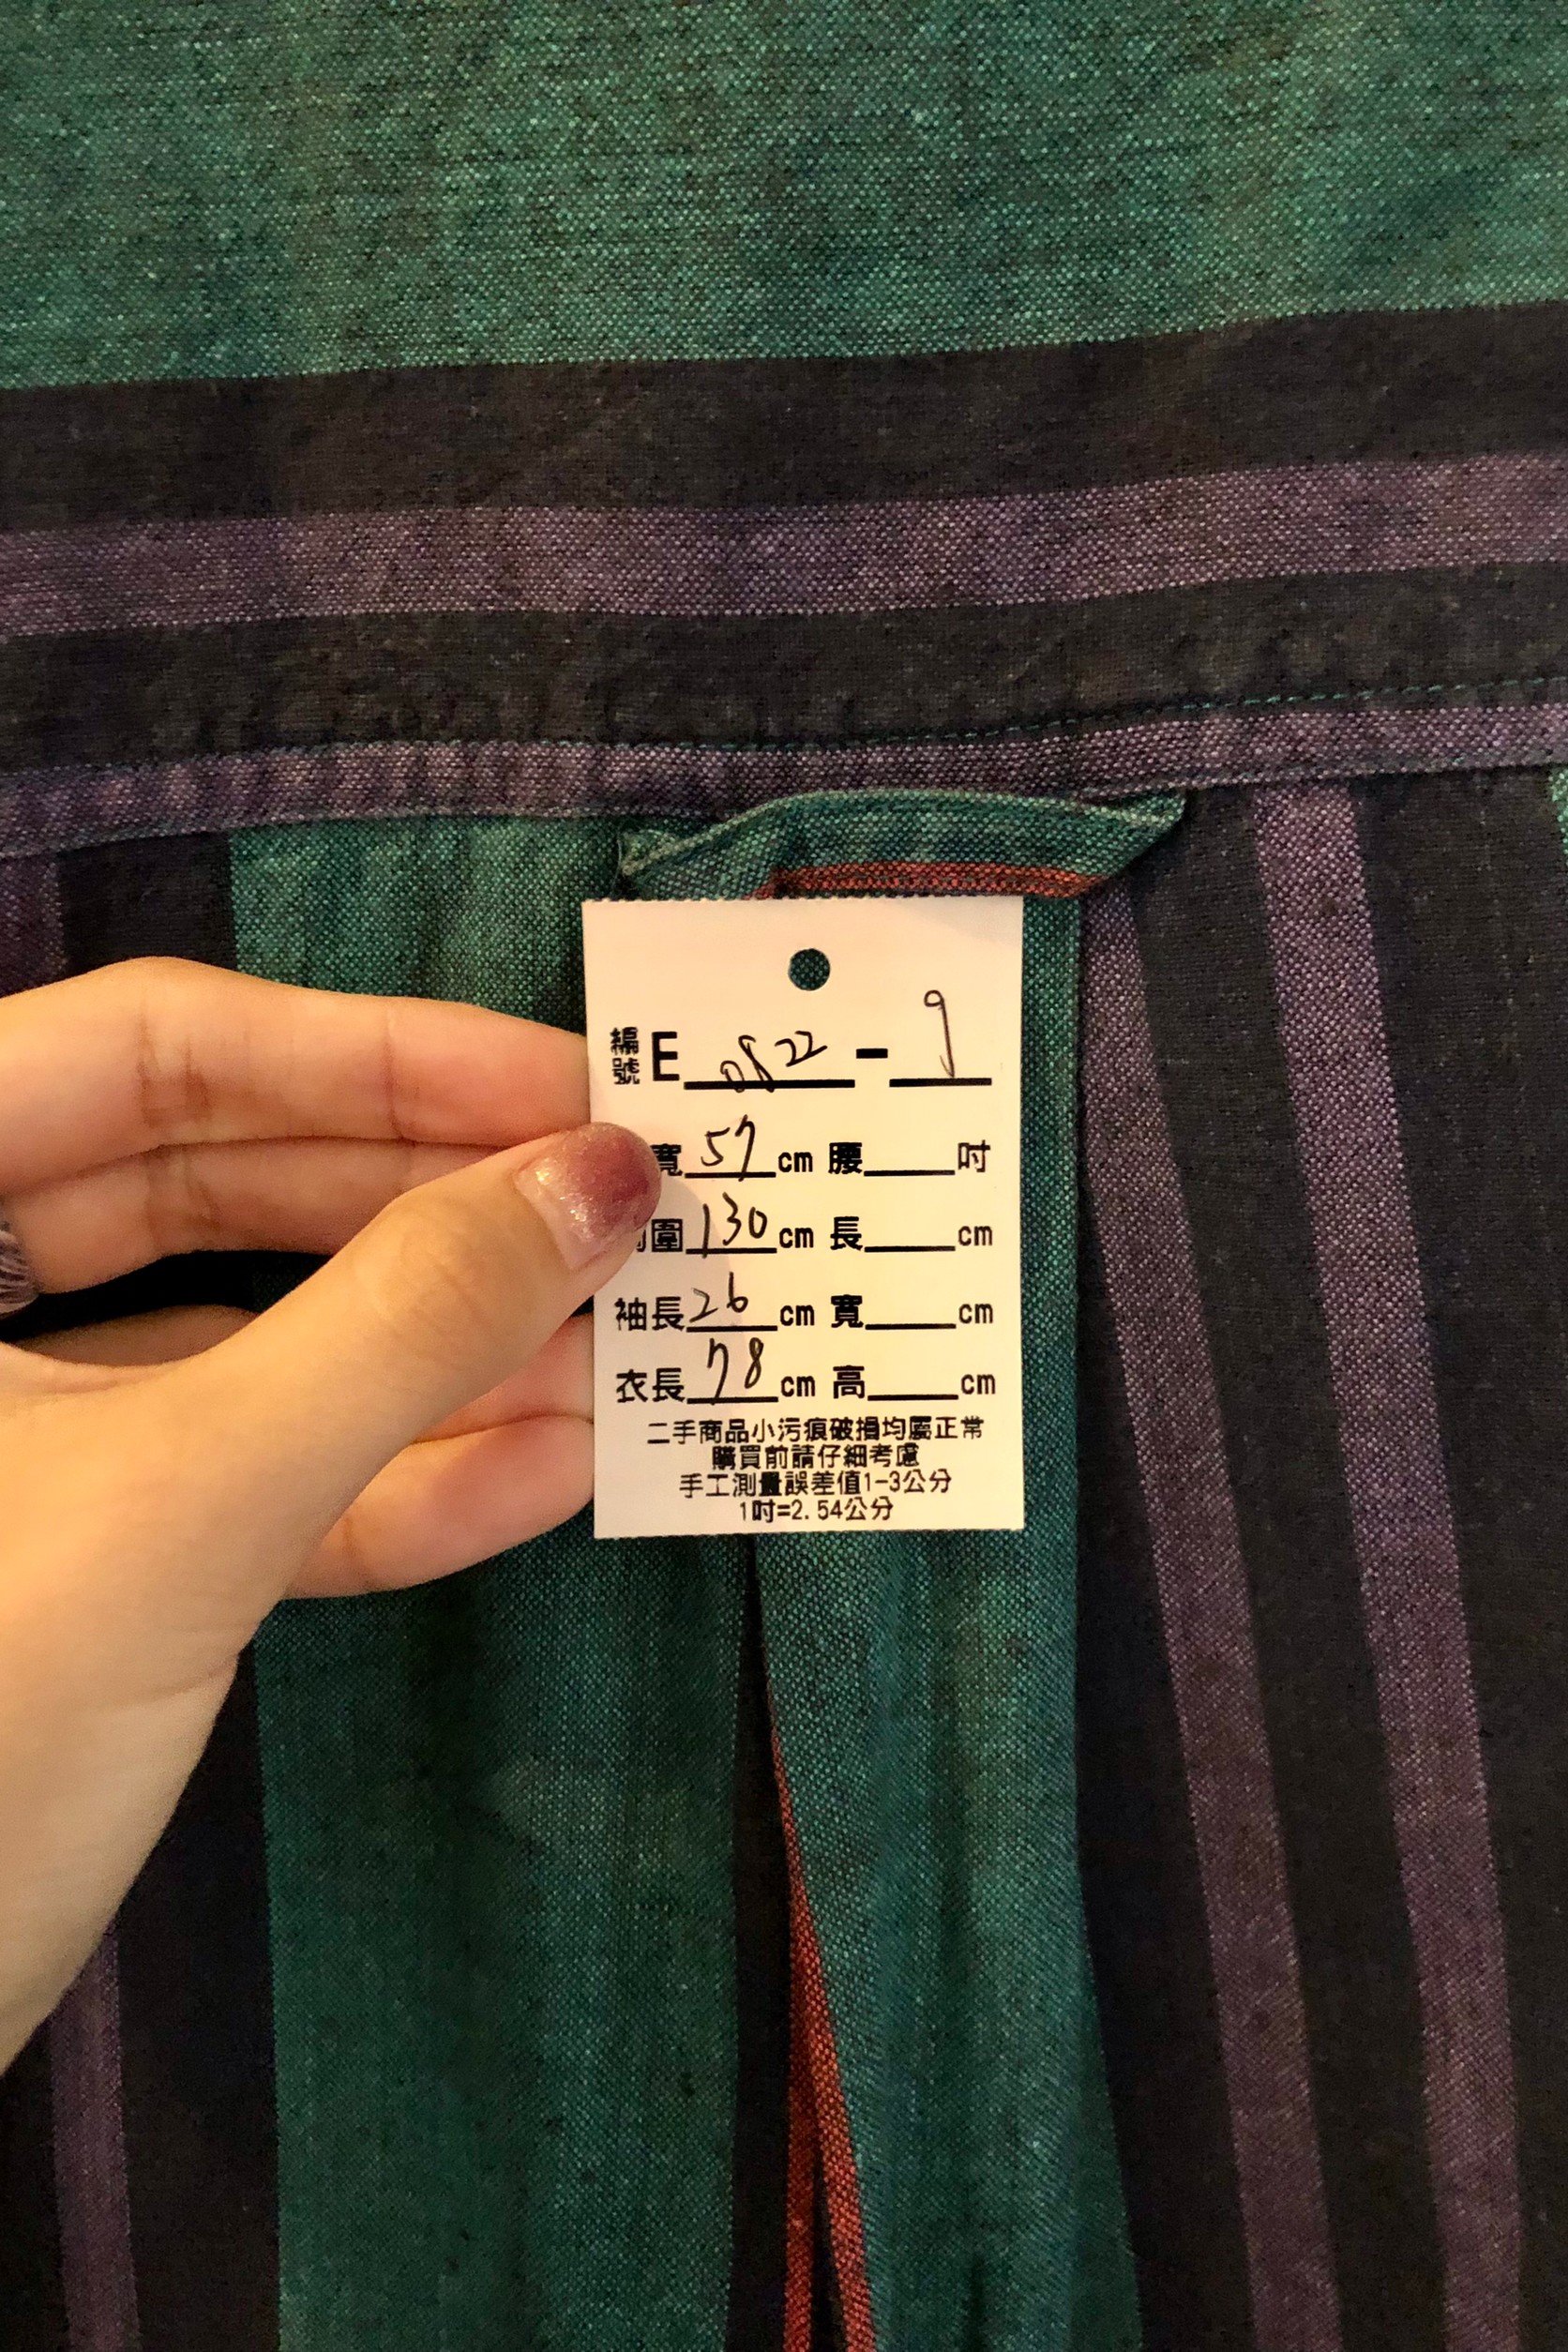 編號 E 0822 - 9
寬 57 cm 腰 吋
圍 130 cm 長 cm
袖長 26 cm 寬 cm
衣長 78 cm 高 cm
二手商品小污痕破損均屬正常
購買前請仔細考慮
手工測量誤差值1-3公分
1吋=2.54公分